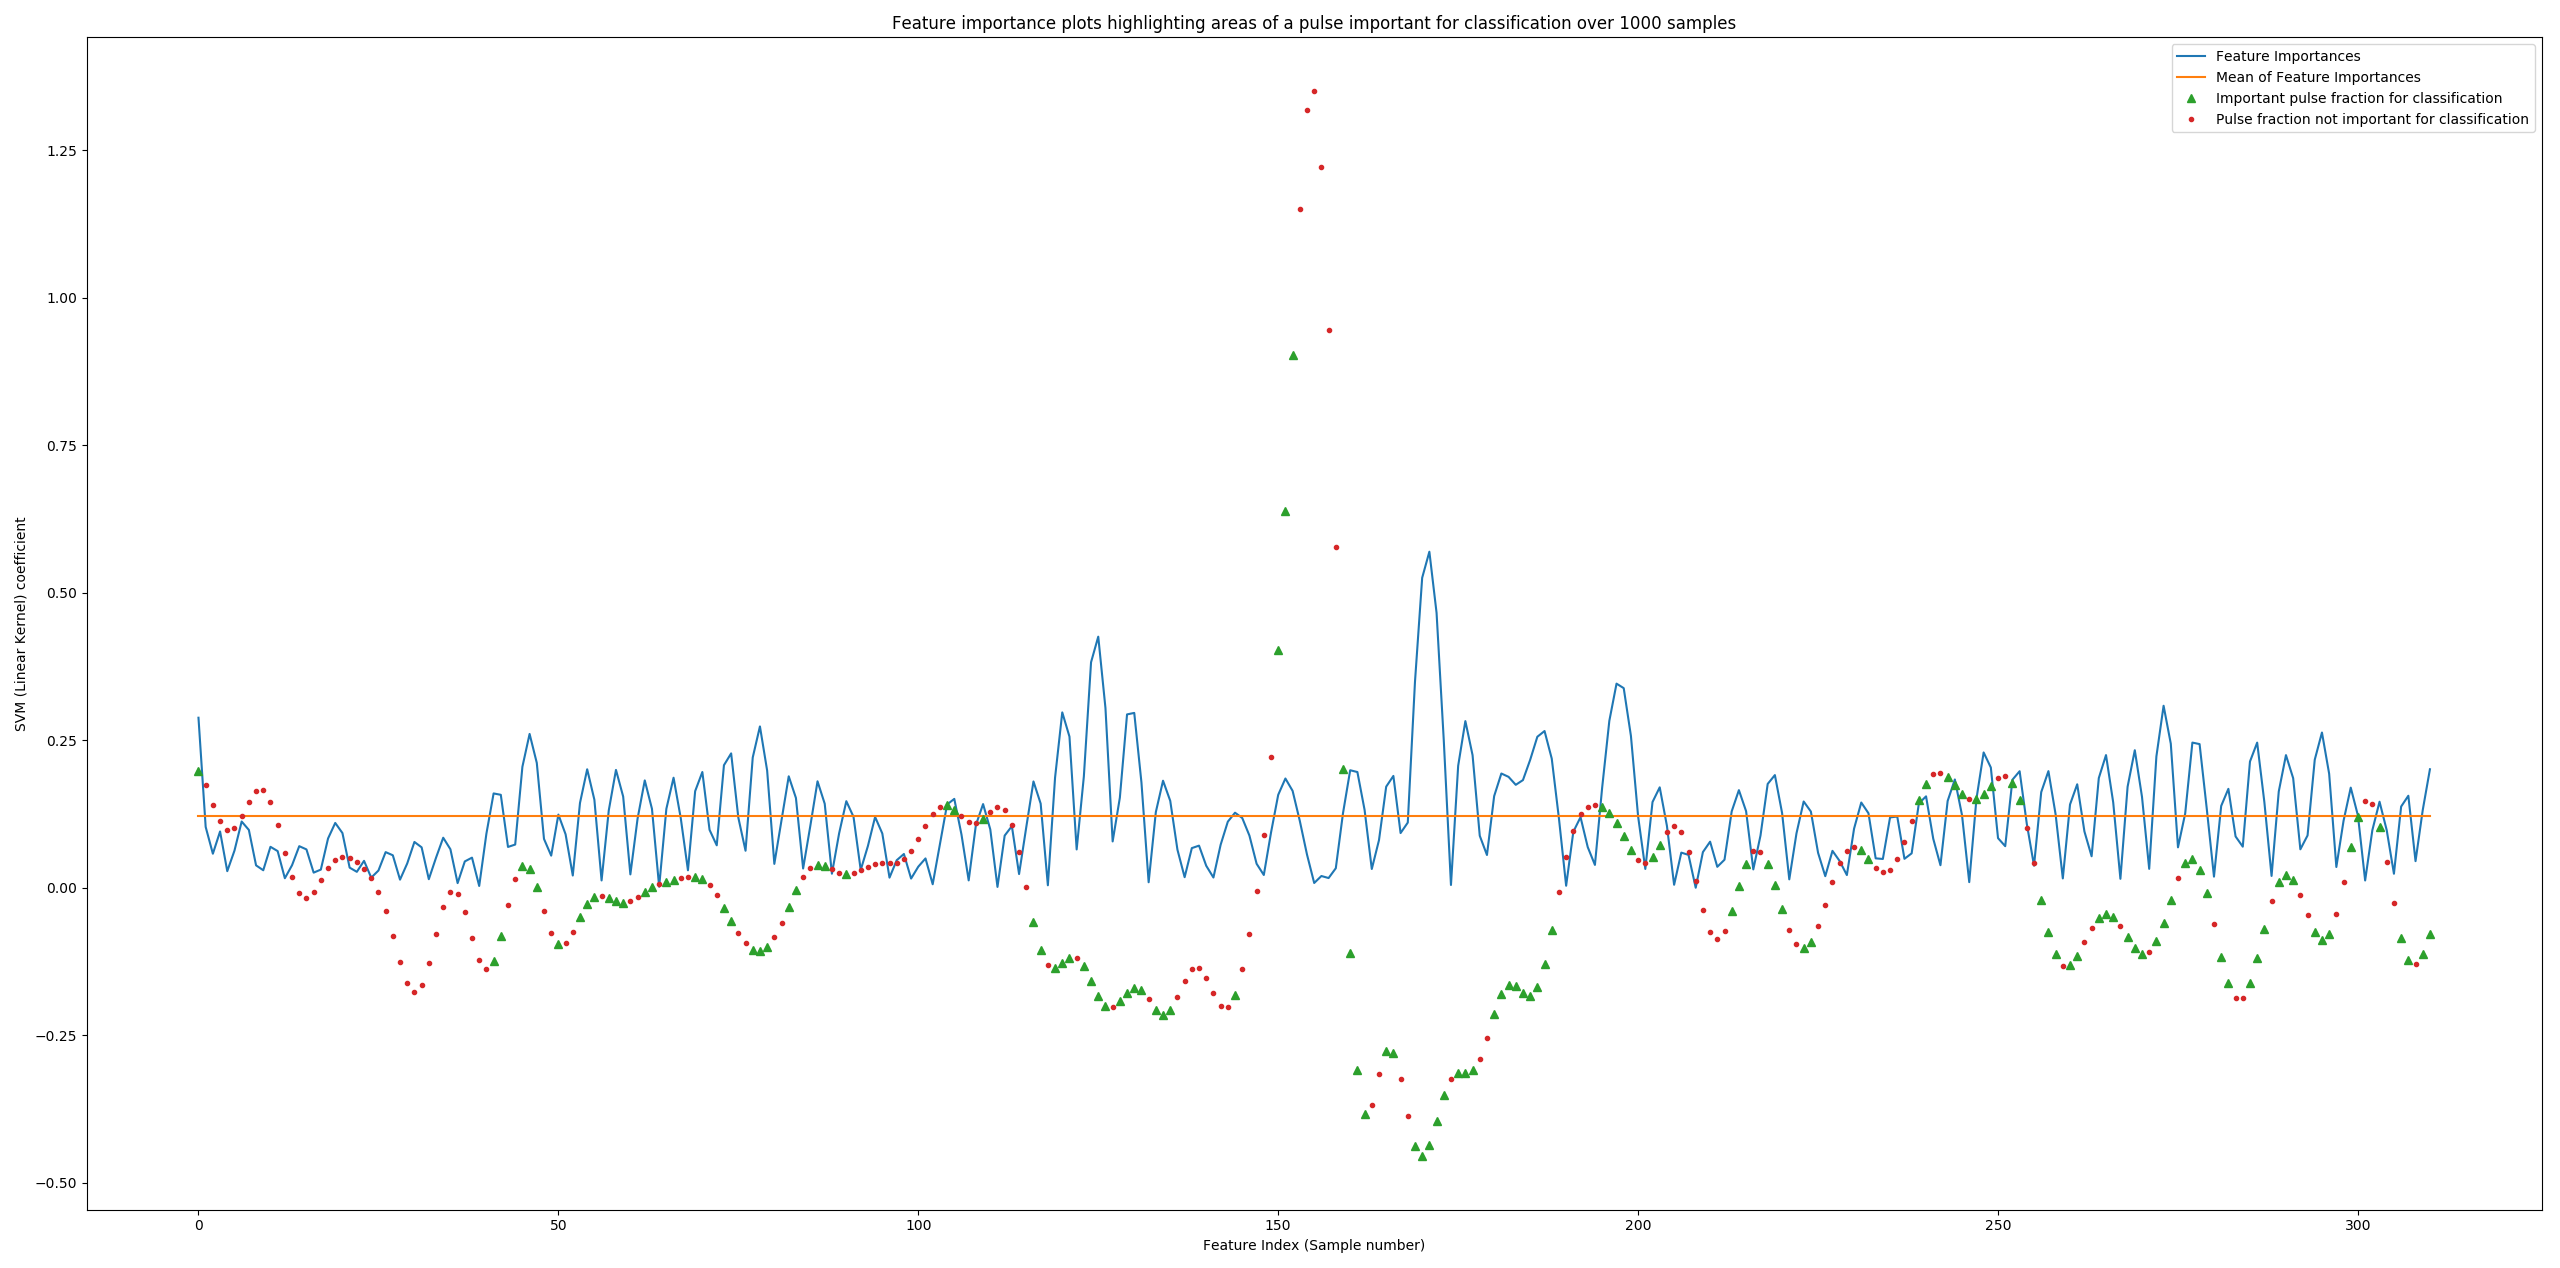 Feature importance plots highlighting areas of a pulse important for classification over 1000 samples
Feature Importances
Mean of Feature Importances
Important pulse fraction for classification
Pulse fraction not important for classification
SVM (Linear Kernel) coefficient
1.25
1.00
0.75
0.50
0.25
0.00
−0.25
−0.50
0 50 100 150 200 250 300
Feature Index (Sample number)